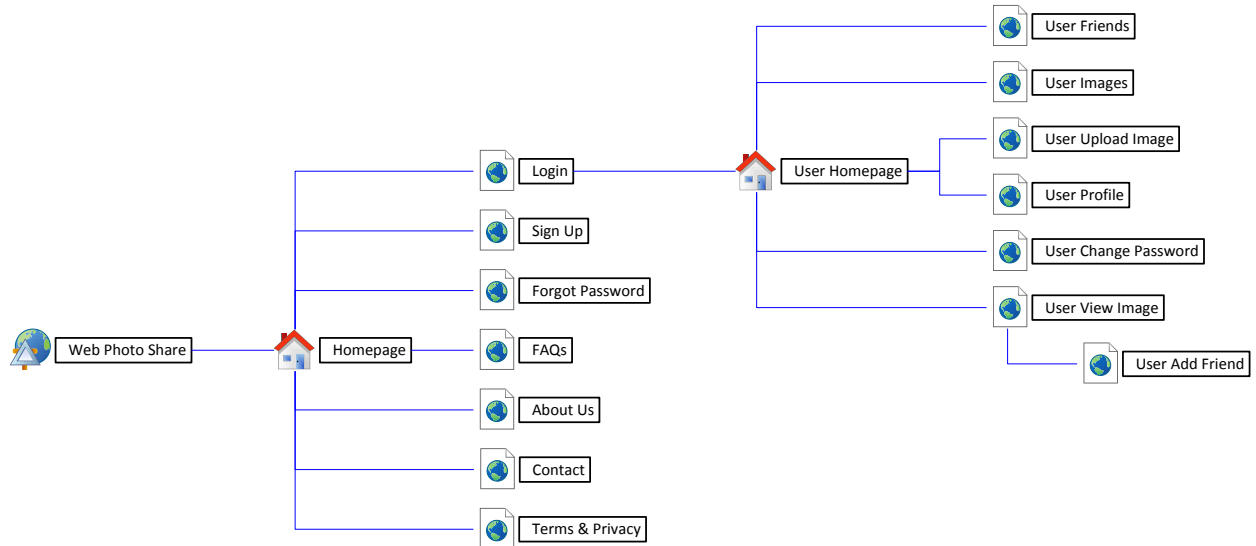 User Friends
User Images
User Upload Image
Login
User Homepage
User Profile
Sign Up
User Change Password
Forgot Password
User View Image
Web Photo Share
Homepage
FAQs
User Add Friend
About Us
Contact
Terms & Privacy